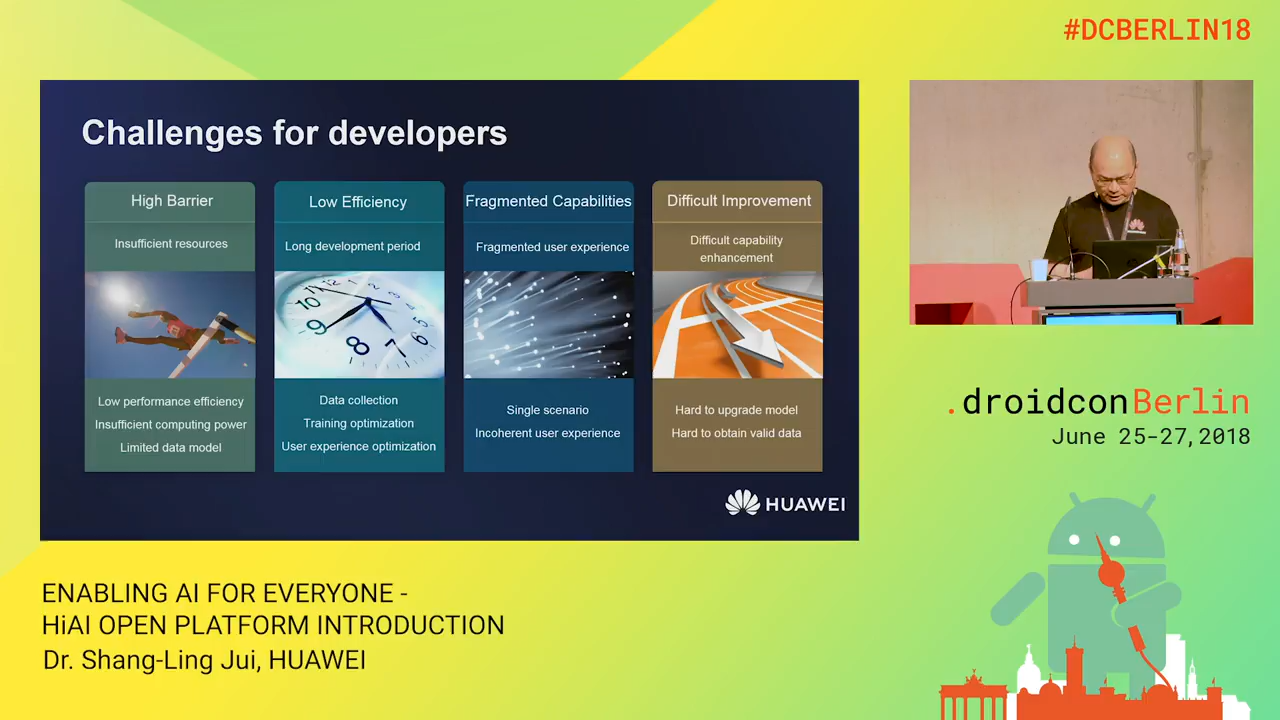 #DCBERLIN18
Challenges for developers
High Barrier
Insufficient resources
Low performance efficiency
Insufficient computing power
Limited data model
Low Efficiency
Long development period
Data collection
Training optimization
User experience optimization
Fragmented Capabilities
Fragmented user experience
Single scenario
Incoherent user experience
Difficult Improvement
Difficult capability
enhancement
Hard to upgrade model
Hard to obtain valid data
HUAWEI
.droidconBerlin
June 25-27, 2018
ENABLING AI FOR EVERYONE -
HiAI OPEN PLATFORM INTRODUCTION
Dr. Shang-Ling Jui, HUAWEI